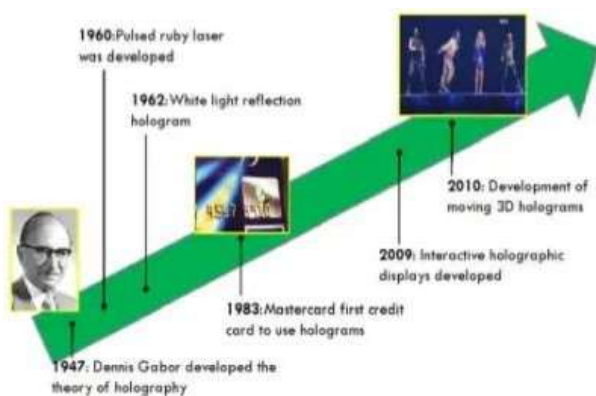 1960:Pulsed ruby laser
was developed
1962:White light reflection
hologram
2010: Development of
moving 3D holograms
2009: Interactive holographic
displays developed
1983:Mastercard first credit
card to use holograms
1947: Dennis Gabor developed the
theory of holography